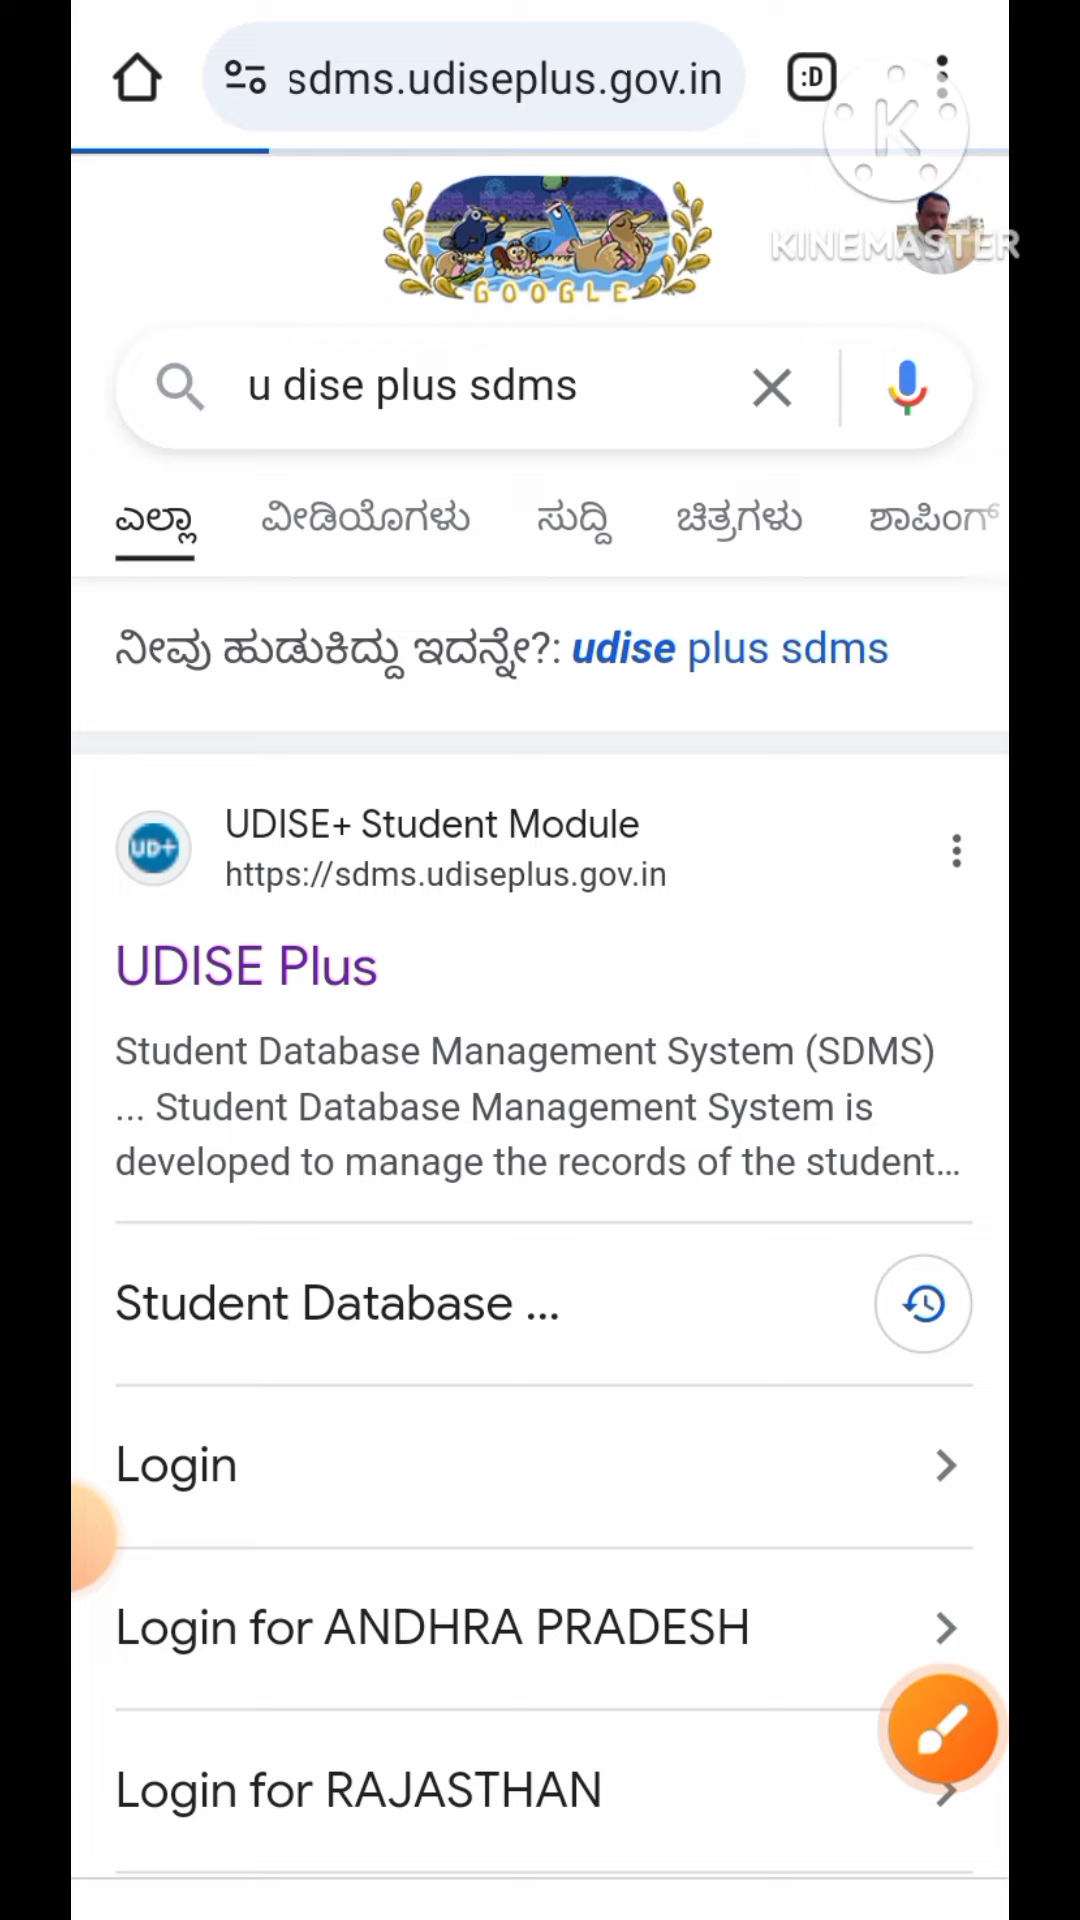 sdms.udiseplus.gov.in
:D
K
KINEMASTER
GOOGLE
u dise plus sdms
ಎಲ್ಲಾ ವೀಡಿಯೊಗಳು ಸುದ್ದಿ ಚಿತ್ರಗಳು ಶಾಪಿಂಗ್
ನೀವು ಹುಡುಕಿದ್ದು ಇದನ್ನೇ?: udise plus sdms
UD+
UDISE+ Student Module
https://sdms.udiseplus.gov.in
UDISE Plus
Student Database Management System (SDMS)
... Student Database Management System is
developed to manage the records of the student...
Student Database ...
Login
Login for ANDHRA PRADESH
Login for RAJASTHAN